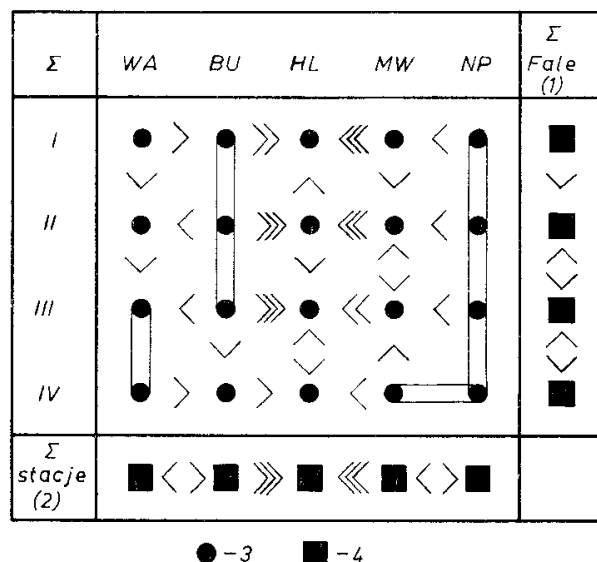 Σ WA BU HL MW NP Σ Fale (1)
I > >> <<< <
II < >>> <<< <
III < >>> << <
IV > > <
Σ stacje (2) < > >>> <<< < >
● -3 ■ -4